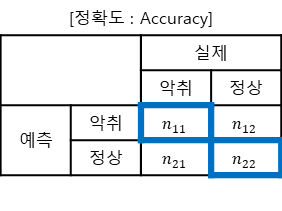 [정확도 : Accuracy]
실제
악취 정상
예측 악취 n₁₁ n₁₂
정상 n₂₁ n₂₂